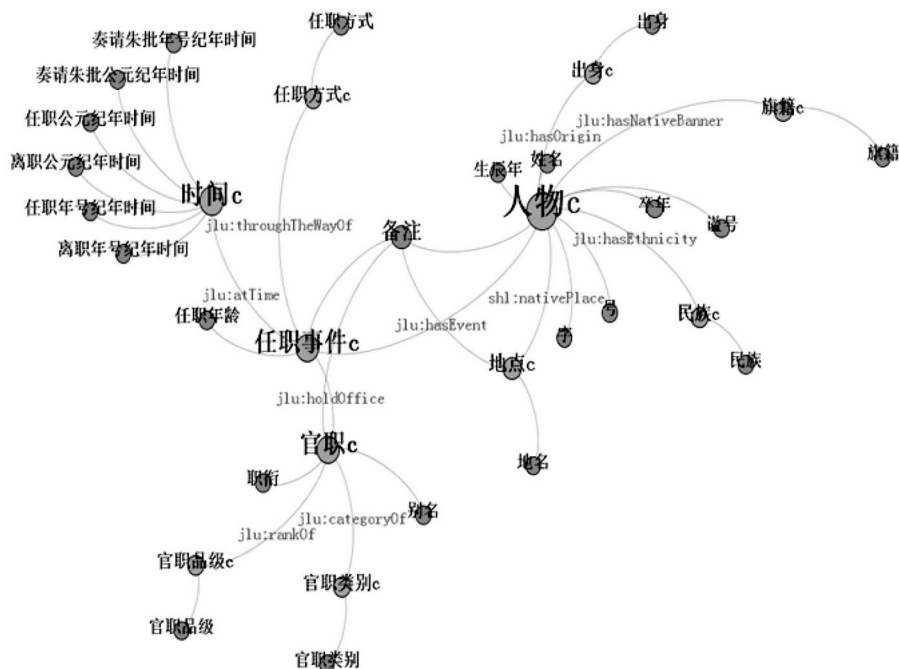 任职方式
出身
奏请朱批年号纪年时间
出身c
奏请朱批公元纪年时间
任职方式c
旗籍c
任职公元纪年时间
jlu:hasNativeBanner
jlu:hasOrigin
旗籍
离职公元纪年时间
生辰年
姓名
时间c
人物c
任职年号纪年时间
卒年
jlu:throughTheWayOf
备注
谥号
离职年号纪年时间
jlu:hasEthnicity
jlu:atTime
shl:nativePlace
任职年龄
jlu:hasEvent
号
民族c
任职事件c
字
地点c
民族
jlu:holdOffice
官职c
地名
职衔
别名
jlu:categoryOf
jlu:rankOf
官职品级c
官职类别c
官职品级
官职类别